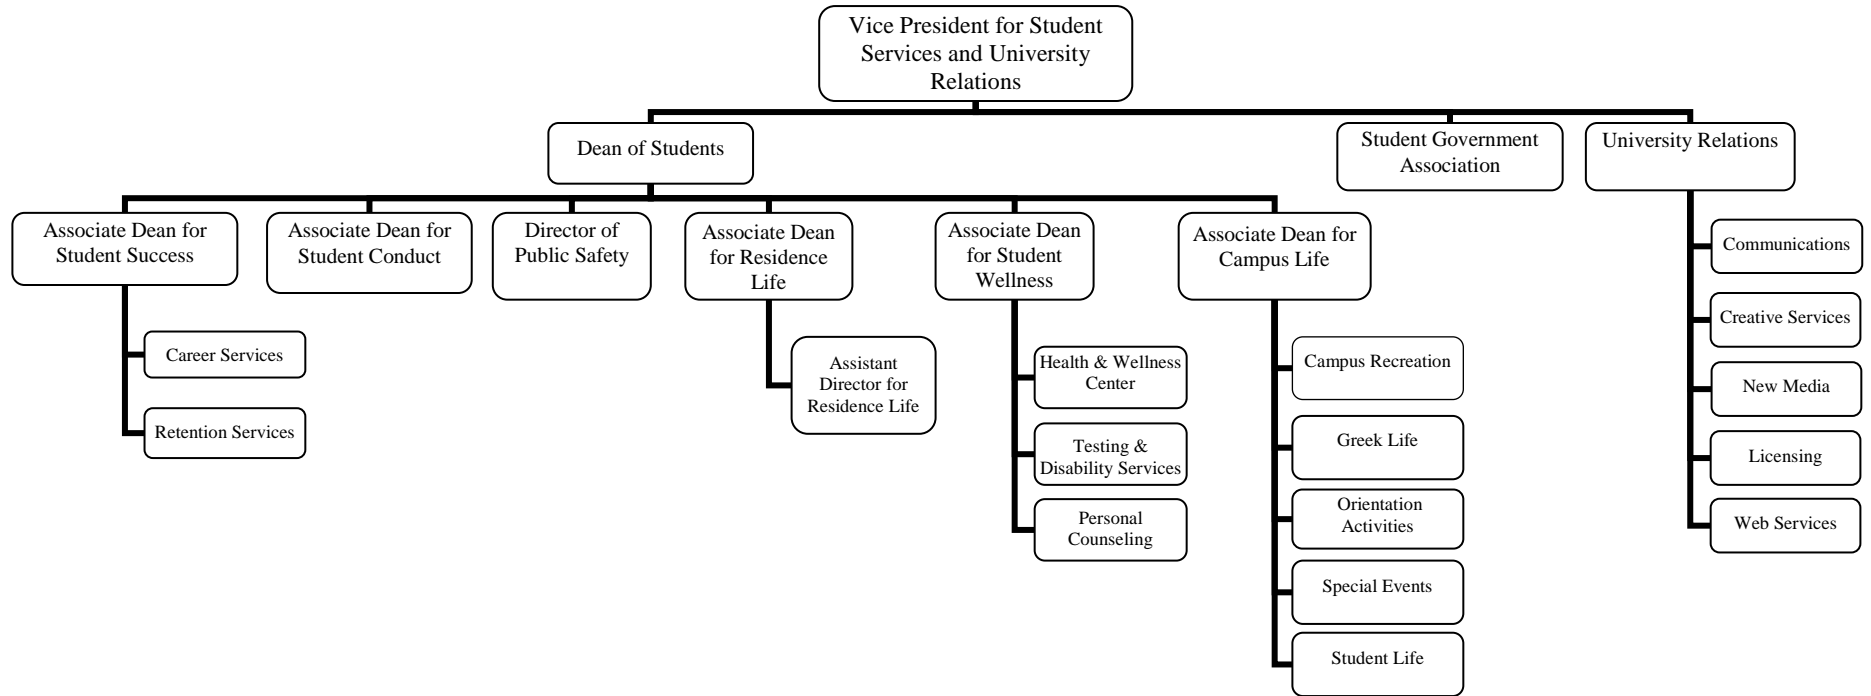 Vice President for Student
Services and University
Relations
Dean of Students
Student Government
Association
University Relations
Associate Dean for
Student Success
Associate Dean for
Student Conduct
Director of
Public Safety
Associate Dean
for Residence
Life
Associate Dean
for Student
Wellness
Associate Dean for
Campus Life
Career Services
Retention Services
Assistant
Director for
Residence Life
Health & Wellness
Center
Testing &
Disability Services
Personal
Counseling
Campus Recreation
Greek Life
Orientation
Activities
Special Events
Student Life
Communications
Creative Services
New Media
Licensing
Web Services